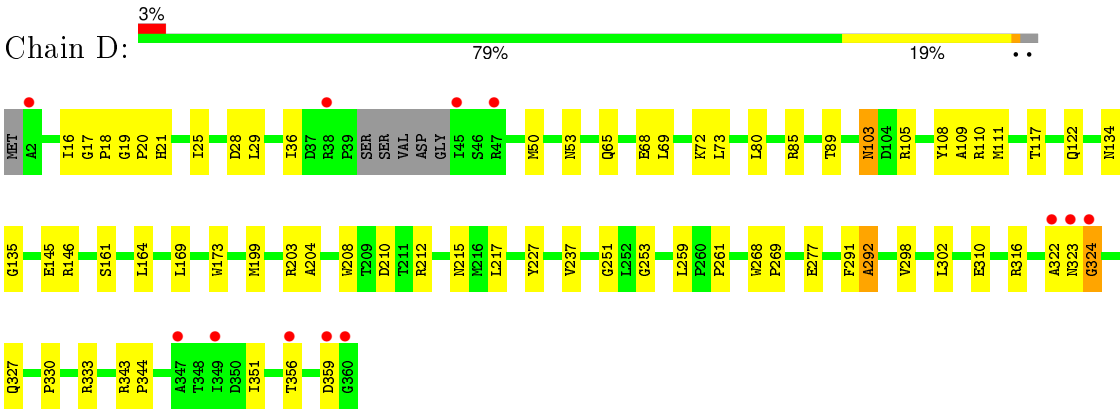 3%
Chain D:
79% 19% • •
MET A2 I16 G17 P18 G19 P20 H21 I25 D28 L29 I36 D37 R38 P39 SER SER VAL ASP GLY I45 S46 R47 M50 N53 Q65 E68 L69 K72 L73 L80 R85 T89 N103 D104 R105 Y108 A109 R110 M111 T117 Q122 N134
G135 E145 R146 S161 L164 L169 W173 M199 R203 A204 W208 T209 D210 T211 R212 N215 M216 L217 Y227 V237 G251 L252 G253 L259 P260 P261 W268 P269 E277 F291 A292 V298 L302 E310 R316 A322 N323 G324
Q327 P330 R333 R343 P344 A347 T348 I349 D350 I351 T356 D359 G360